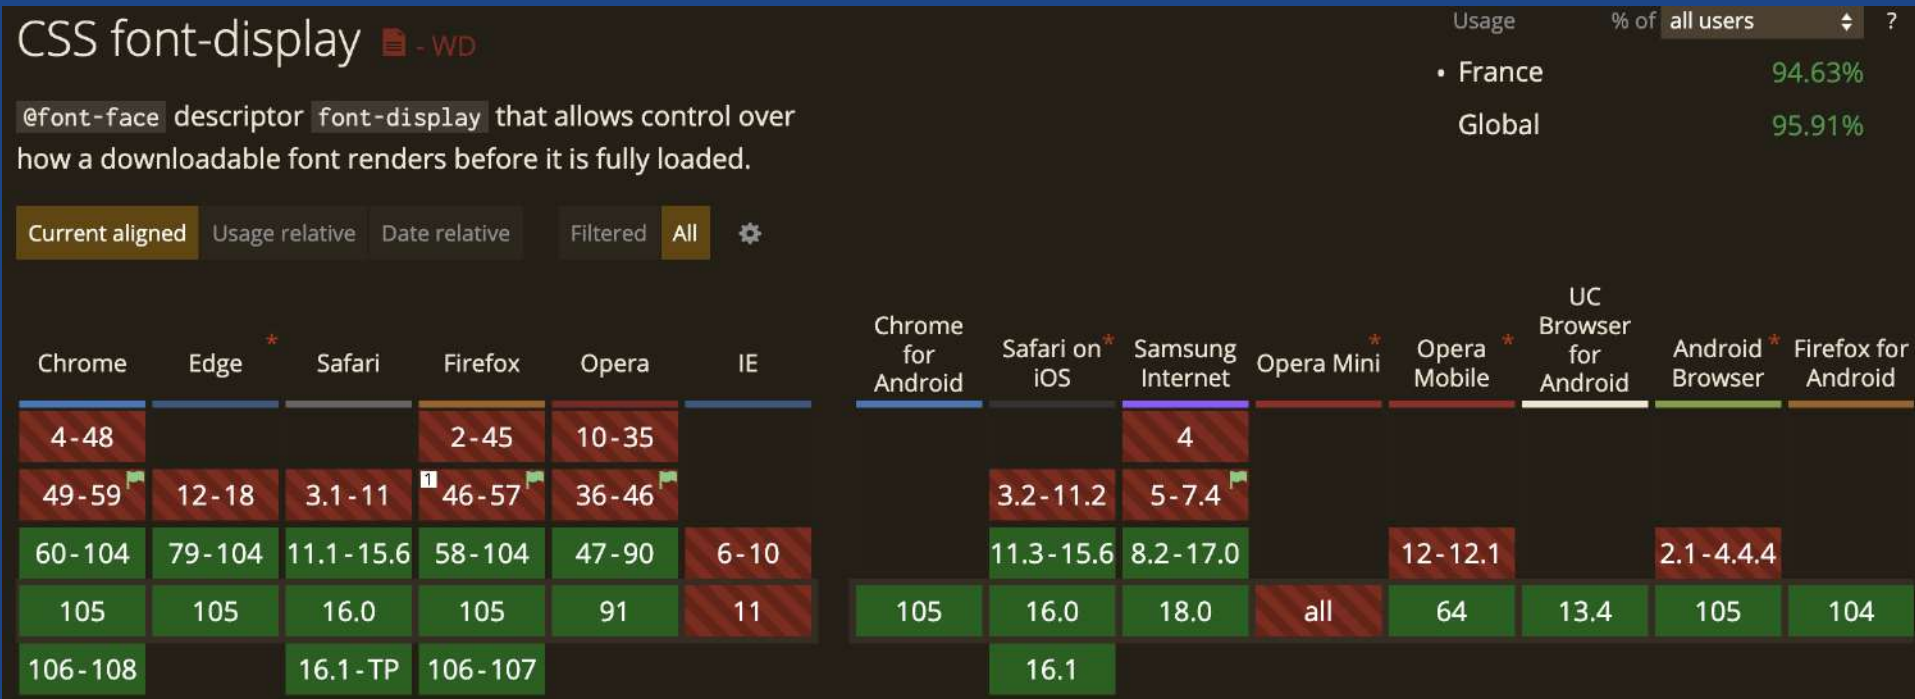 CSS font-display - WD
Usage % of all users ?
• France 94.63%
Global 95.91%
@font-face descriptor font-display that allows control over
how a downloadable font renders before it is fully loaded.
Current aligned Usage relative Date relative Filtered All
Chrome Edge * Safari Firefox Opera IE Chrome for Android Safari on iOS * Samsung Internet Opera Mini * Opera Mobile * UC Browser for Android Android Browser * Firefox for Android
4-48 2-45 10-35 4
49-59 12-18 3.1-11 1 46-57 36-46 3.2-11.2 5-7.4
60-104 79-104 11.1-15.6 58-104 47-90 6-10 11.3-15.6 8.2-17.0 12-12.1 2.1-4.4.4
105 105 16.0 105 91 11 105 16.0 18.0 all 64 13.4 105 104
106-108 16.1-TP 106-107 16.1